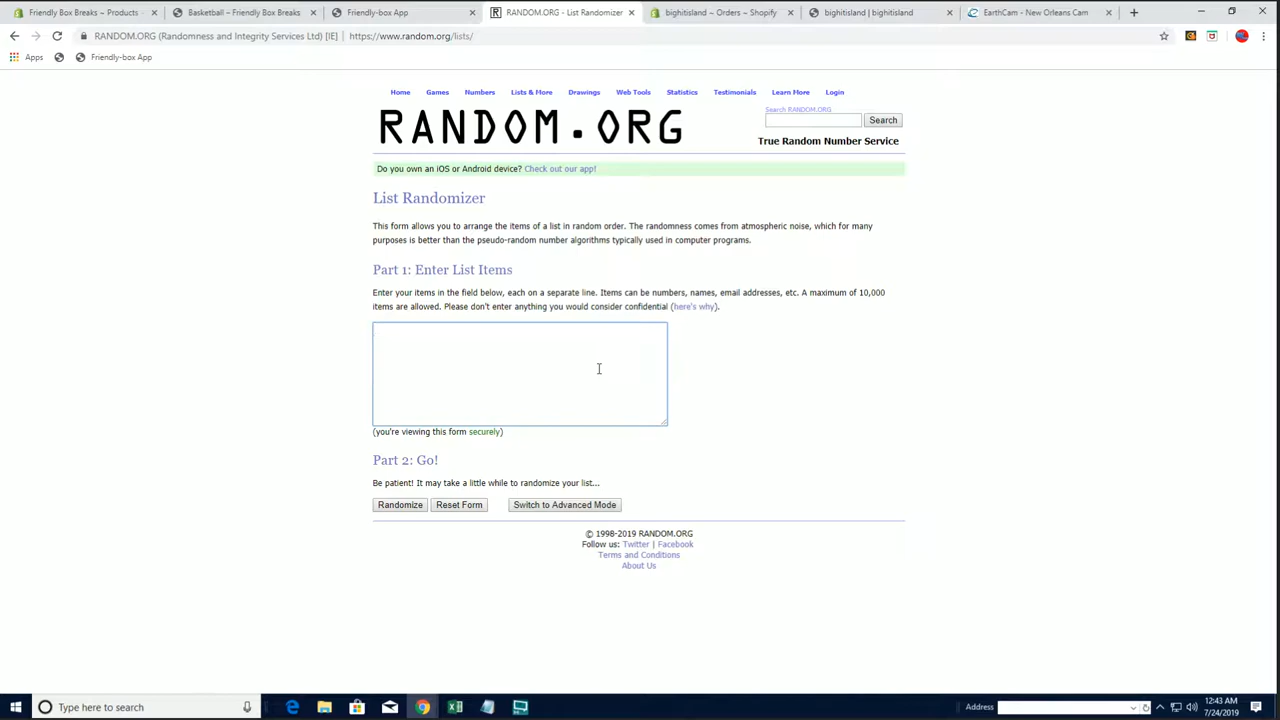 Friendly Box Breaks ~ Products · Basketball – Friendly Box Breaks Friendly-box App RANDOM.ORG - List Randomizer bighitisland ~ Orders ~ Shopify bighitisland | bighitisland EarthCam - New Orleans Cam
RANDOM.ORG (Randomness and Integrity Services Ltd) [IE] | https://www.random.org/lists/
Apps Friendly-box App
Home Games Numbers Lists & More Drawings Web Tools Statistics Testimonials Learn More Login
Search RANDOM.ORG
RANDOM.ORG
Search
True Random Number Service
Do you own an iOS or Android device? Check out our app!
List Randomizer
This form allows you to arrange the items of a list in random order. The randomness comes from atmospheric noise, which for many
purposes is better than the pseudo-random number algorithms typically used in computer programs.
Part 1: Enter List Items
Enter your items in the field below, each on a separate line. Items can be numbers, names, email addresses, etc. A maximum of 10,000
items are allowed. Please don't enter anything you would consider confidential (here's why).
(you're viewing this form securely)
Part 2: Go!
Be patient! It may take a little while to randomize your list...
Randomize Reset Form Switch to Advanced Mode
© 1998-2019 RANDOM.ORG
Follow us: Twitter | Facebook
Terms and Conditions
About Us
Type here to search
Address
12:43 AM
7/24/2019